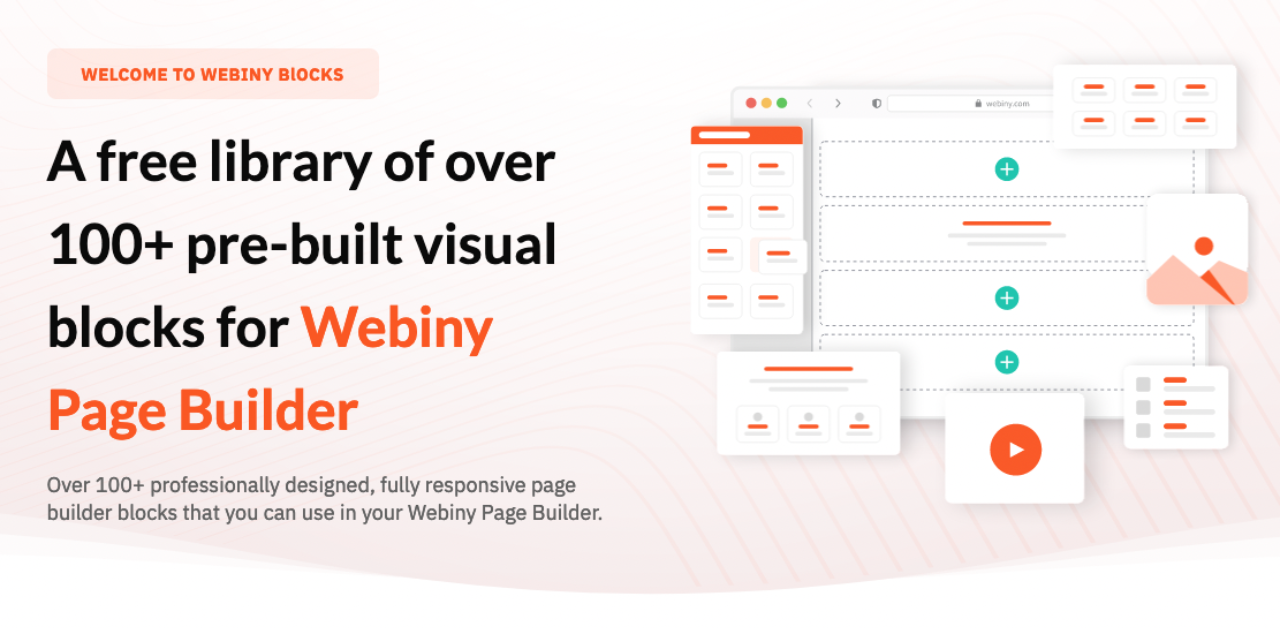 WELCOME TO WEBINY BlOCKS
A free library of over
100+ pre-built visual
blocks for Webiny
Page Builder
Over 100+ professionally designed, fully responsive page
builder blocks that you can use in your Webiny Page Builder.
webiny.com